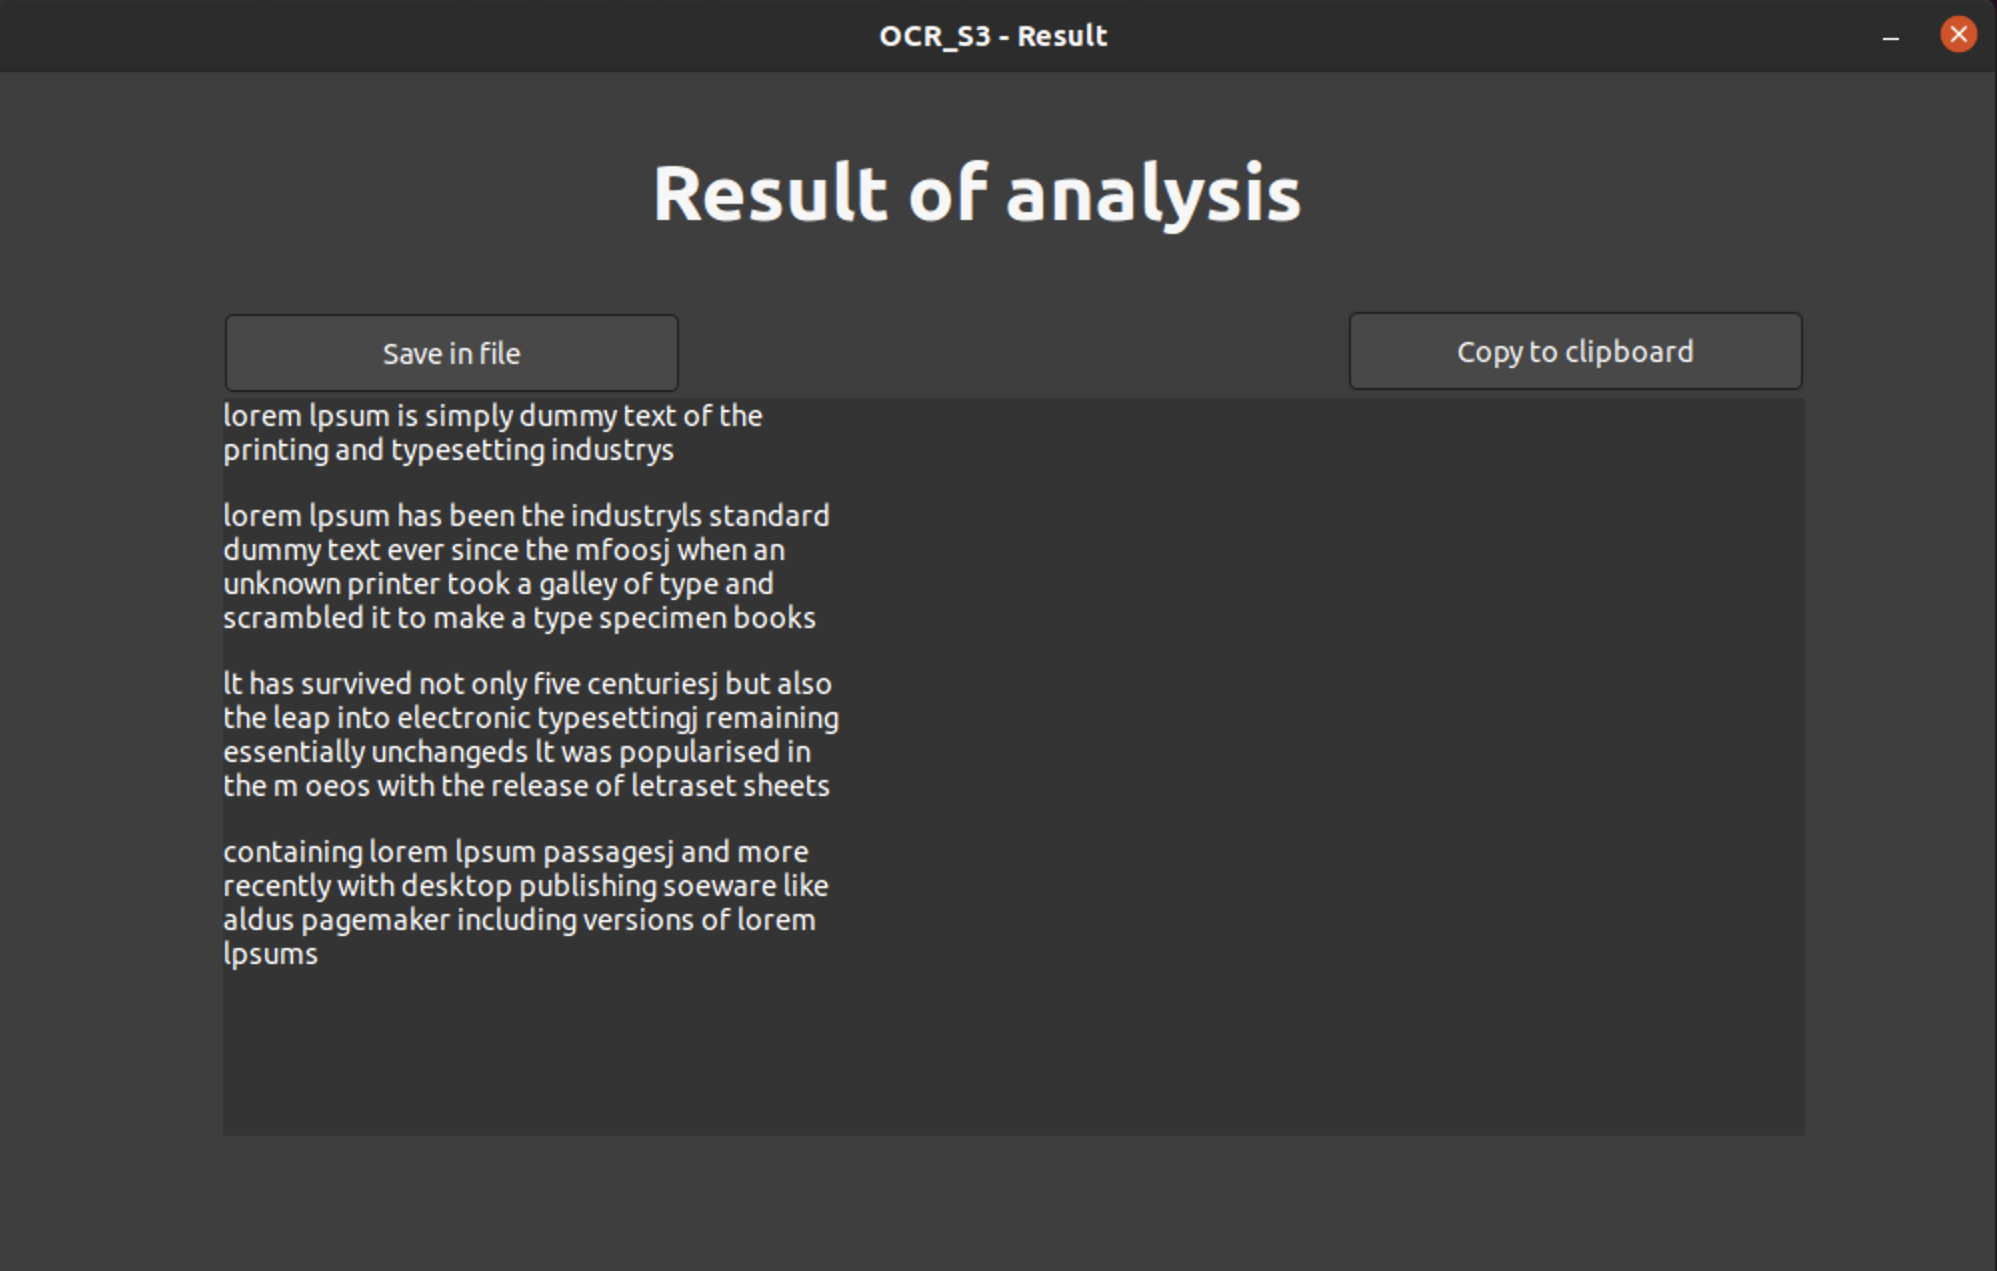 OCR_S3 - Result
Result of analysis
Save in file
Copy to clipboard
lorem lpsum is simply dummy text of the
printing and typesetting industrys
lorem lpsum has been the industryls standard
dummy text ever since the mfoosj when an
unknown printer took a galley of type and
scrambled it to make a type specimen books
lt has survived not only five centuriesj but also
the leap into electronic typesettingj remaining
essentially unchangeds lt was popularised in
the m oeos with the release of letraset sheets
containing lorem lpsum passagesj and more
recently with desktop publishing soeware like
aldus pagemaker including versions of lorem
lpsums